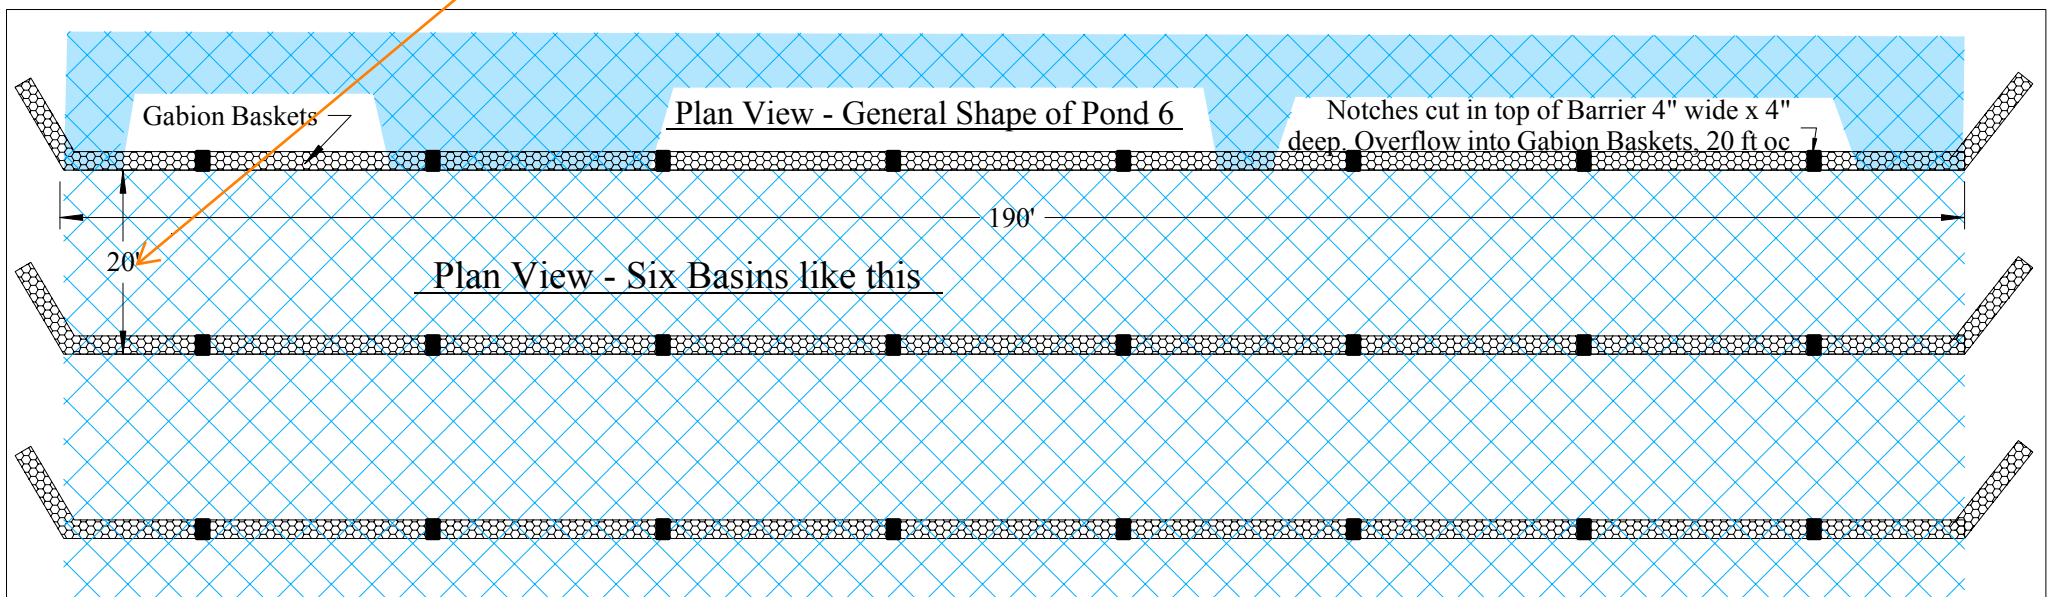 Gabion Baskets
Plan View - General Shape of Pond 6
Notches cut in top of Barrier 4" wide x 4"
deep. Overflow into Gabion Baskets, 20 ft oc
190'
20'
Plan View - Six Basins like this